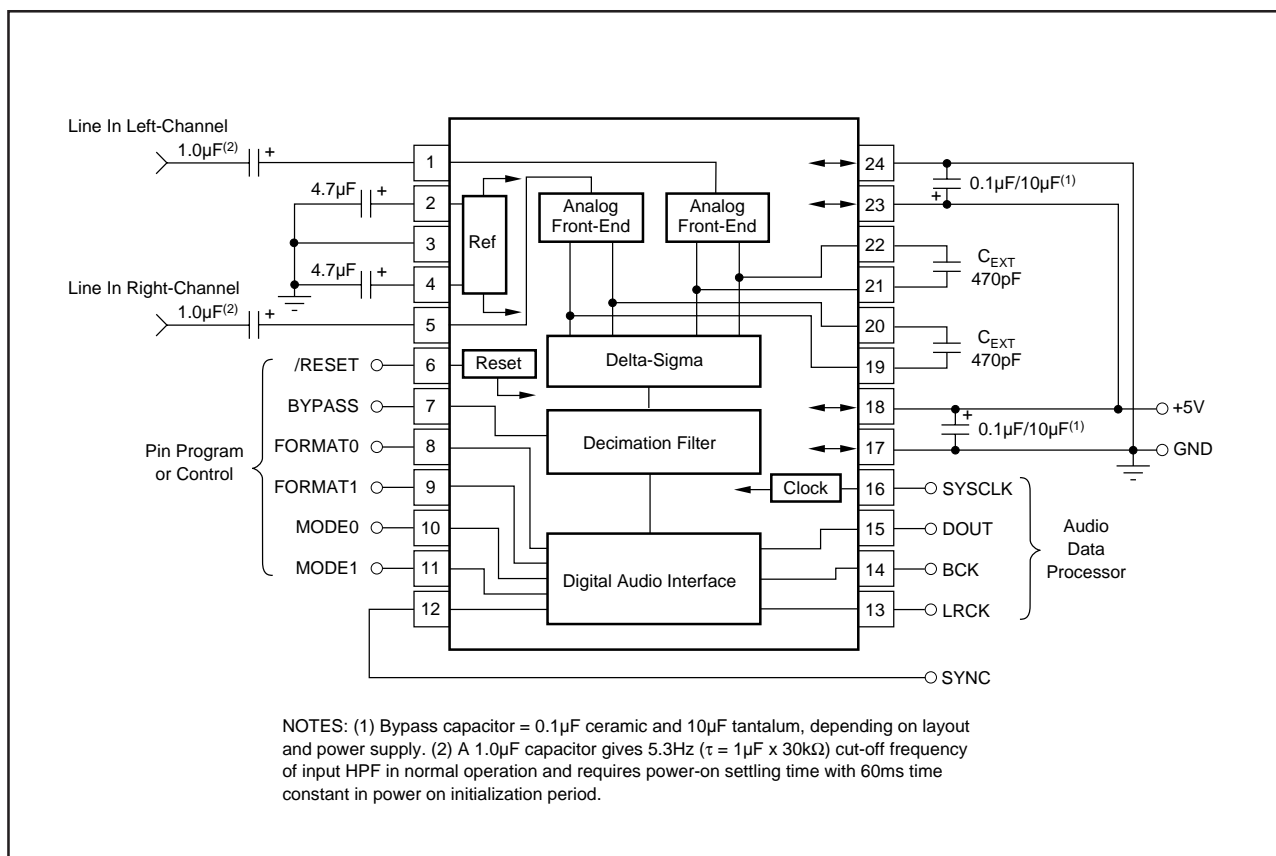 Line In Left-Channel
1.0µF(2)
+
4.7µF
+
4.7µF
+
Line In Right-Channel
1.0µF(2)
+
Pin Program
or Control
/RESET
BYPASS
FORMAT0
FORMAT1
MODE0
MODE1
1
2
3
4
5
6
7
8
9
10
11
12
Ref
Reset
Analog
Front-End
Analog
Front-End
Delta-Sigma
Decimation Filter
Clock
Digital Audio Interface
24
23
22
21
20
19
18
17
16
15
14
13
0.1µF/10µF(1)
+
CEXT
470pF
CEXT
470pF
+
0.1µF/10µF(1)
+5V
GND
SYSCLK
DOUT
BCK
LRCK
Audio
Data
Processor
SYNC
NOTES: (1) Bypass capacitor = 0.1µF ceramic and 10µF tantalum, depending on layout
and power supply. (2) A 1.0µF capacitor gives 5.3Hz (τ = 1µF x 30kΩ) cut-off frequency
of input HPF in normal operation and requires power-on settling time with 60ms time
constant in power on initialization period.